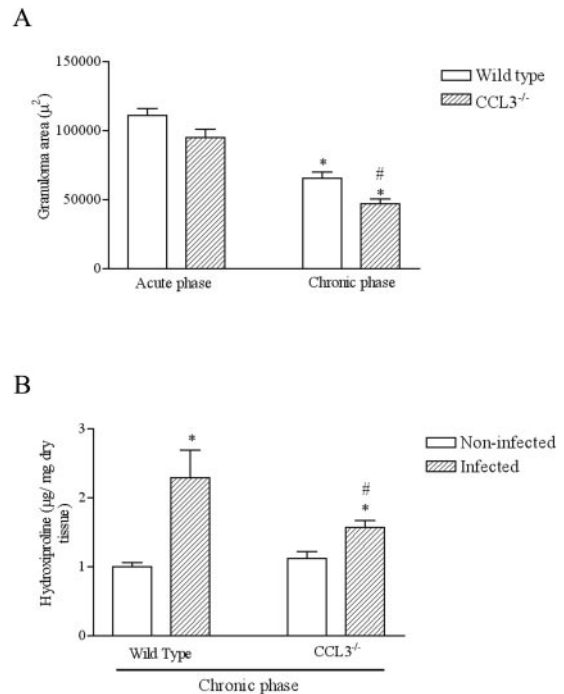 A
150000
100000
50000
0
Granuloma area (µ²)
Wild type
CCL3-/-
*
#
*
Acute phase
Chronic phase
B
3
2
1
0
Hydroxiproline (µg/ mg dry
tissue)
Non-infected
Infected
*
#
*
Wild Type
CCL3-/-
Chronic phase